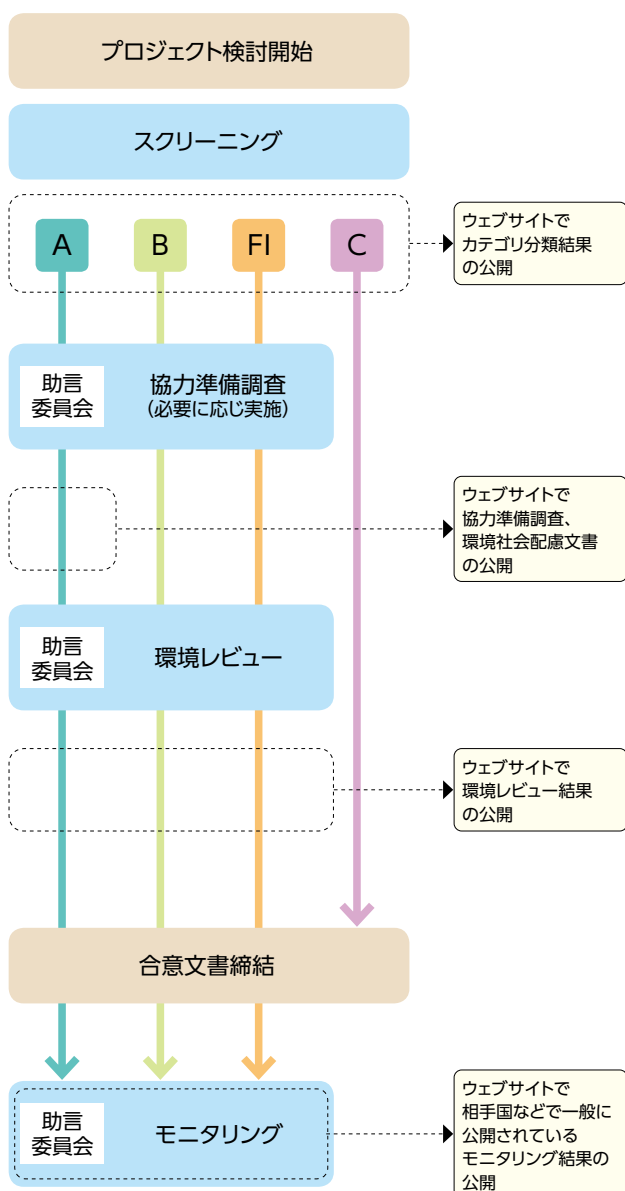 プロジェクト検討開始
スクリーニング
A
B
FI
C
ウェブサイトで
カテゴリ分類結果
の公開
助言
委員会
協力準備調査
（必要に応じ実施）
ウェブサイトで
協力準備調査、
環境社会配慮文書
の公開
助言
委員会
環境レビュー
ウェブサイトで
環境レビュー結果
の公開
合意文書締結
助言
委員会
モニタリング
ウェブサイトで
相手国などで一般に
公開されている
モニタリング結果の
公開